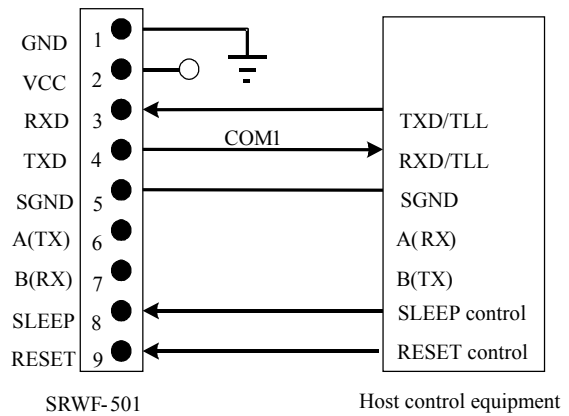 GND 1
VCC 2
RXD 3 TXD/TLL
TXD 4 COM1 RXD/TLL
SGND 5 SGND
A(TX) 6 A(RX)
B(RX) 7 B(TX)
SLEEP 8 SLEEP control
RESET 9 RESET control
SRWF-501 Host control equipment